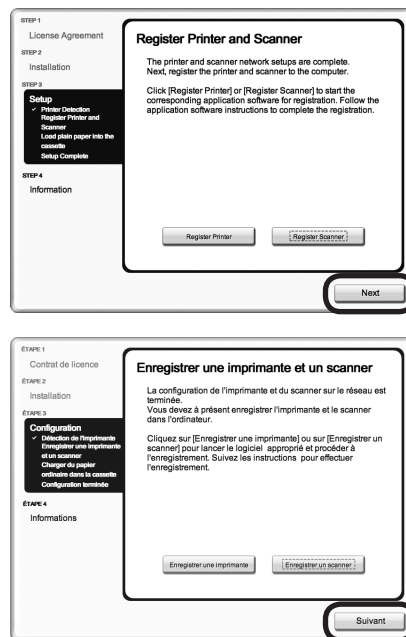 STEP 1
License Agreement
STEP 2
Installation
STEP 3
Setup
✓ Printer Detection
Register Printer and
Scanner
Load plain paper into the
cassette
Setup Complete
STEP 4
Information
Register Printer and Scanner
The printer and scanner network setups are complete.
Next, register the printer and scanner to the computer.
Click [Register Printer] or [Register Scanner] to start the
corresponding application software for registration. Follow the
application software instructions to complete the registration.
Register Printer
Register Scanner
Next
ÉTAPE 1
Contrat de licence
ÉTAPE 2
Installation
ÉTAPE 3
Configuration
✓ Détection de l'imprimante
Enregistrer une imprimante
et un scanner
Charger du papier
ordinaire dans la cassette
Configuration terminée
ÉTAPE 4
Informations
Enregistrer une imprimante et un scanner
La configuration de l'imprimante et du scanner sur le réseau est
terminée.
Vous devez à présent enregistrer l'imprimante et le scanner
dans l'ordinateur.
Cliquez sur [Enregistrer une imprimante] ou sur [Enregistrer un
scanner] pour lancer le logiciel approprié et procéder à
l'enregistrement. Suivez les instructions pour effectuer
l'enregistrement.
Enregistrer une imprimante
Enregistrer un scanner
Suivant